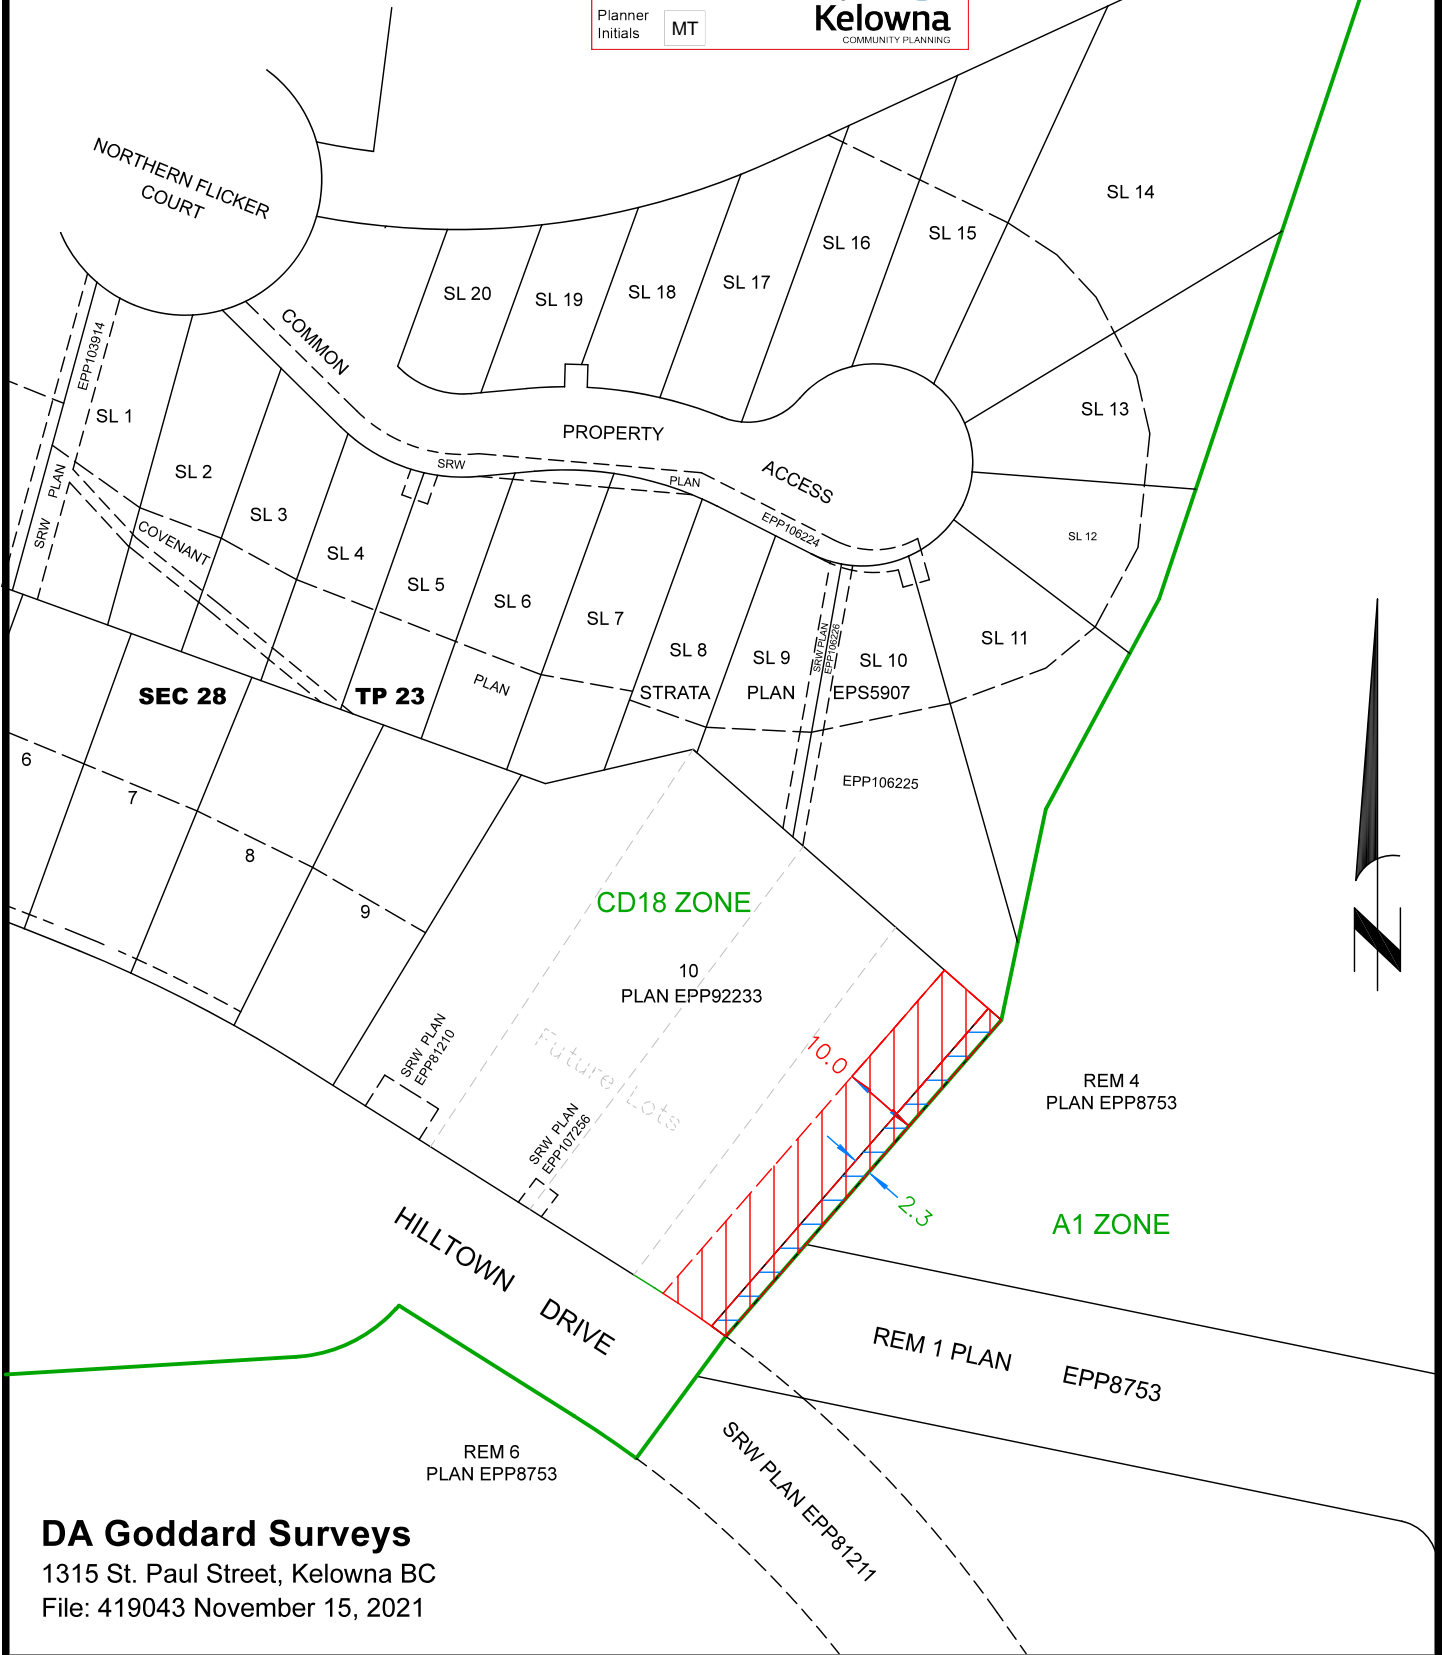 Planner
Initials
MT
Kelowna
COMMUNITY PLANNING
NORTHERN FLICKER
COURT
SL 14
SL 15
SL 16
SL 17
SL 18
SL 19
SL 20
COMMON
EPP103914
SL 1
SL 13
PROPERTY
SRW
PLAN
ACCESS
SL 2
EPP106224
SRW PLAN
COVENANT
SL 3
SL 4
SL 12
SL 5
SL 6
SL 7
SL 8
SL 9
SRW PLAN
EPP106226
SL 10
SL 11
SEC 28
TP 23
PLAN
STRATA PLAN EPS5907
6
7
8
9
EPP106225
CD18 ZONE
10
PLAN EPP92233
SRW PLAN
EPP81210
Future Lots
10.0
SRW PLAN
EPP107256
REM 4
PLAN EPP8753
2.3
A1 ZONE
HILLTOWN DRIVE
REM 1 PLAN EPP8753
REM 6
PLAN EPP8753
SRW PLAN EPP81211
DA Goddard Surveys
1315 St. Paul Street, Kelowna BC
File: 419043 November 15, 2021